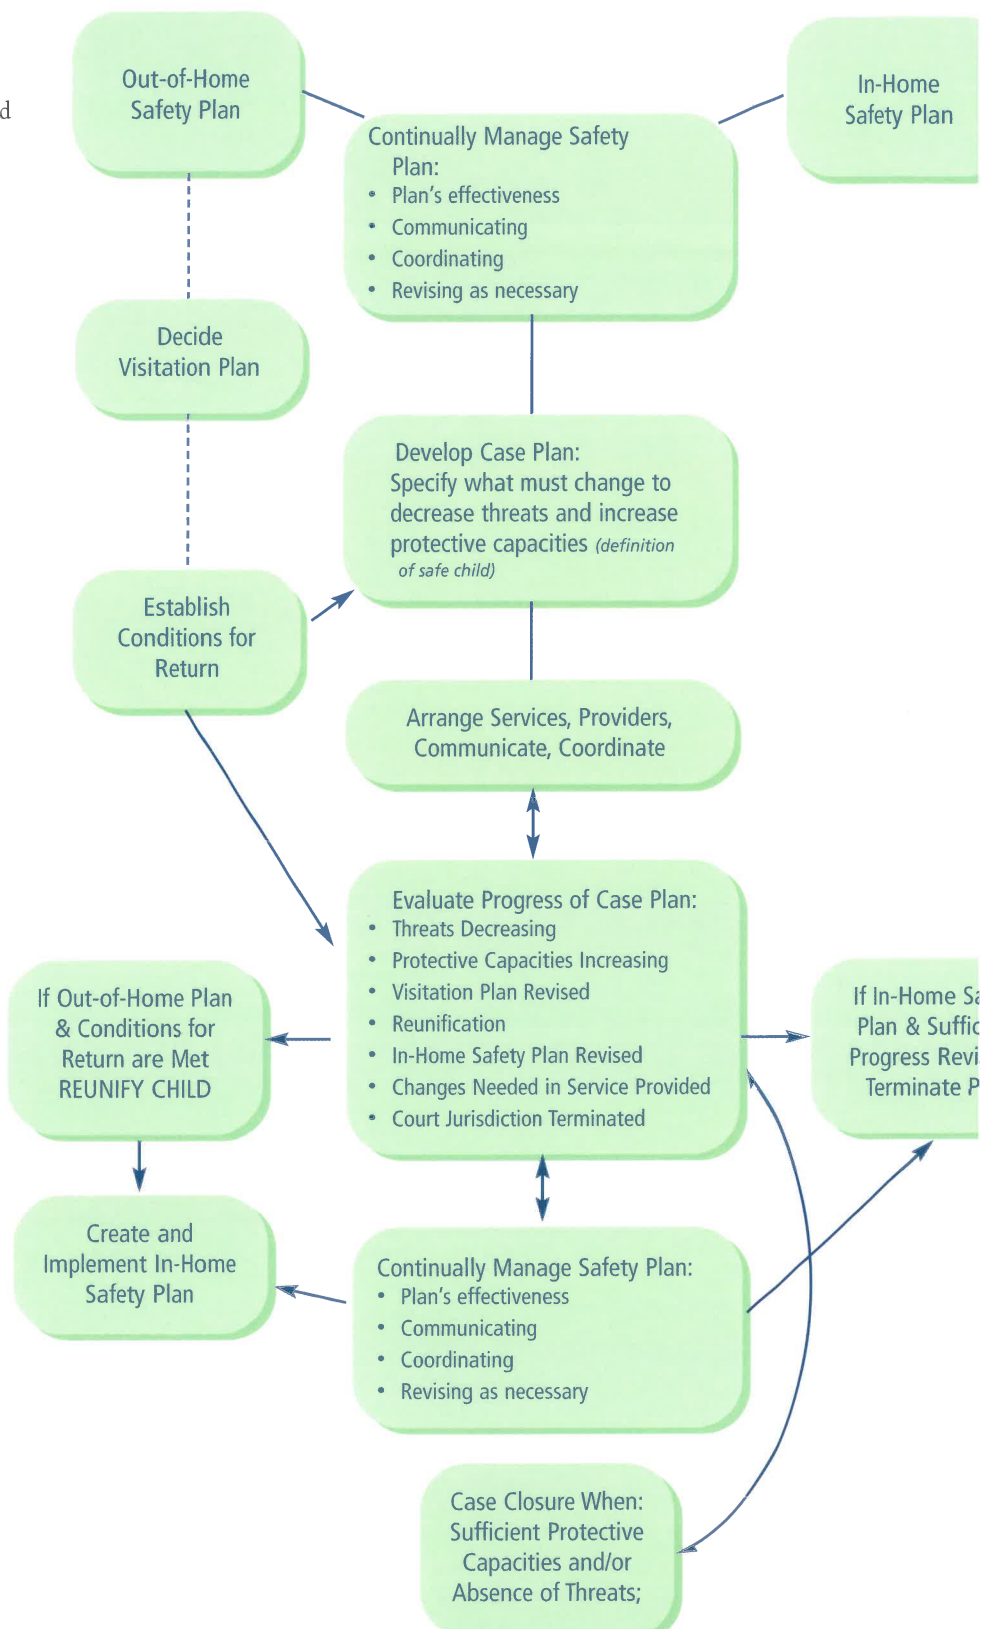 d
Out-of-Home
Safety Plan
In-Home
Safety Plan
Continually Manage Safety
Plan:
• Plan's effectiveness
• Communicating
• Coordinating
• Revising as necessary
Decide
Visitation Plan
Develop Case Plan:
Specify what must change to
decrease threats and increase
protective capacities (definition
of safe child)
Establish
Conditions for
Return
Arrange Services, Providers,
Communicate, Coordinate
Evaluate Progress of Case Plan:
• Threats Decreasing
• Protective Capacities Increasing
• Visitation Plan Revised
• Reunification
• In-Home Safety Plan Revised
• Changes Needed in Service Provided
• Court Jurisdiction Terminated
If Out-of-Home Plan
& Conditions for
Return are Met
REUNIFY CHILD
If In-Home
Plan &
Progress
Terminate
Create and
Implement In-Home
Safety Plan
Continually Manage Safety Plan:
• Plan's effectiveness
• Communicating
• Coordinating
• Revising as necessary
Case Closure When:
Sufficient Protective
Capacities and/or
Absence of Threats;